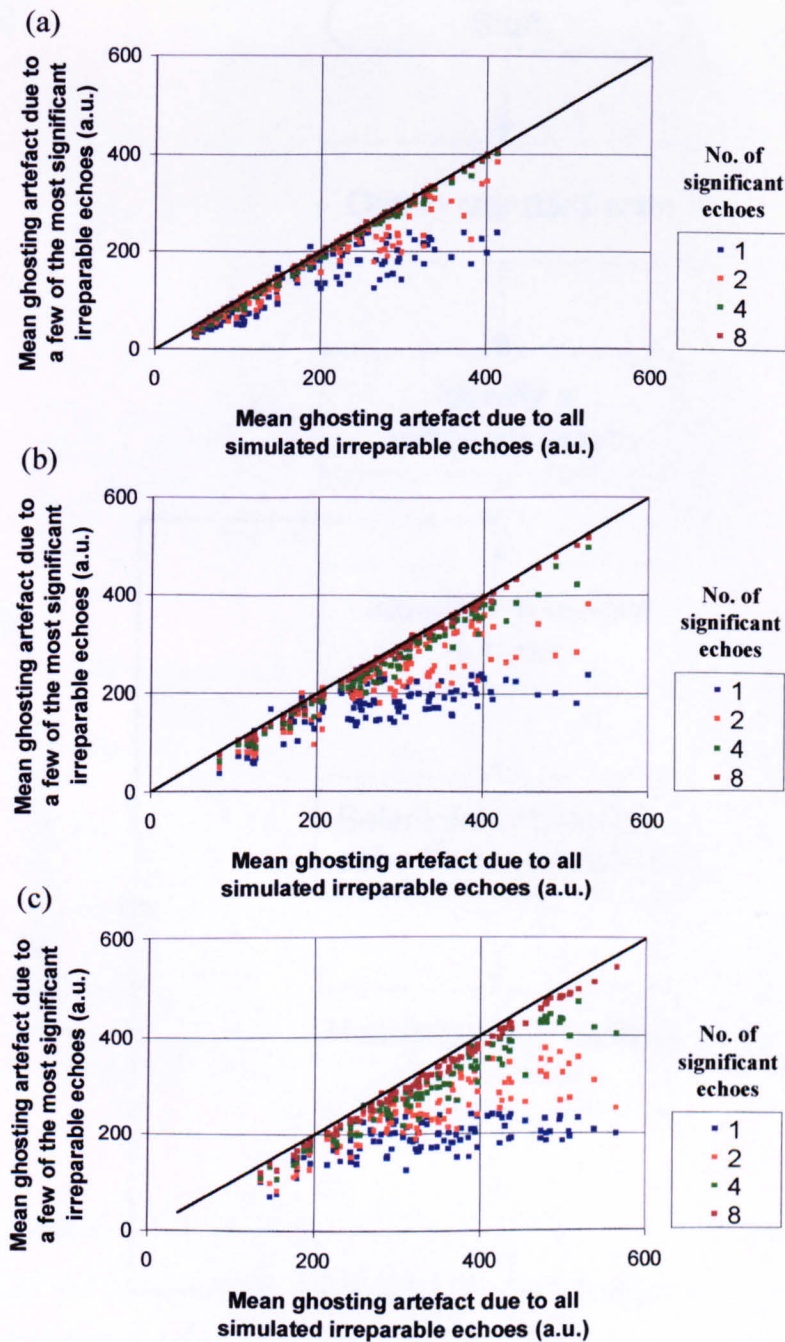 (a)
600
400
200
0
0
200
400
600
Mean ghosting artefact due to
a few of the most significant
irreparable echoes (a.u.)
Mean ghosting artefact due to all
simulated irreparable echoes (a.u.)
No. of
significant
echoes
1
2
4
8
(b)
600
400
200
0
0
200
400
600
Mean ghosting artefact due to
a few of the most significant
irreparable echoes (a.u.)
Mean ghosting artefact due to all
simulated irreparable echoes (a.u.)
No. of
significant
echoes
1
2
4
8
(c)
600
400
200
0
0
200
400
600
Mean ghosting artefact due to
a few of the most significant
irreparable echoes (a.u.)
Mean ghosting artefact due to all
simulated irreparable echoes (a.u.)
No. of
significant
echoes
1
2
4
8